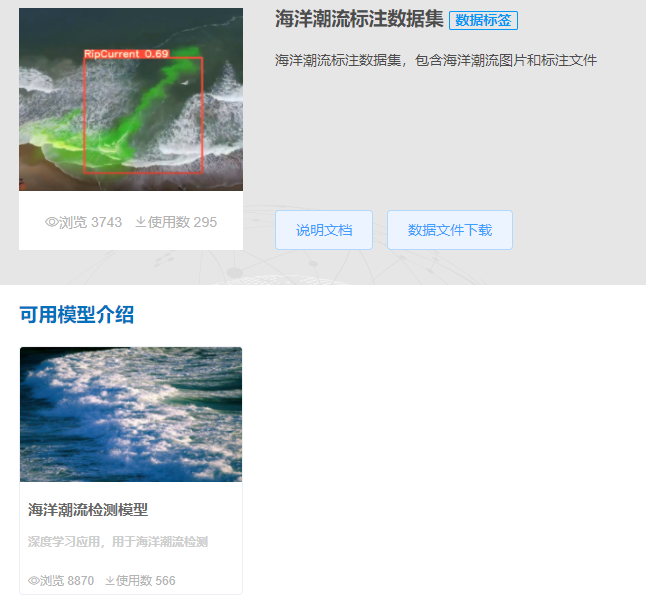 海洋潮流标注数据集 数据标签
RipCurrent 0.69
海洋潮流标注数据集，包含海洋潮流图片和标注文件
浏览 3743 使用数 295
说明文档 数据文件下载
可用模型介绍
海洋潮流检测模型
深度学习应用，用于海洋潮流检测
浏览 8870 使用数 566